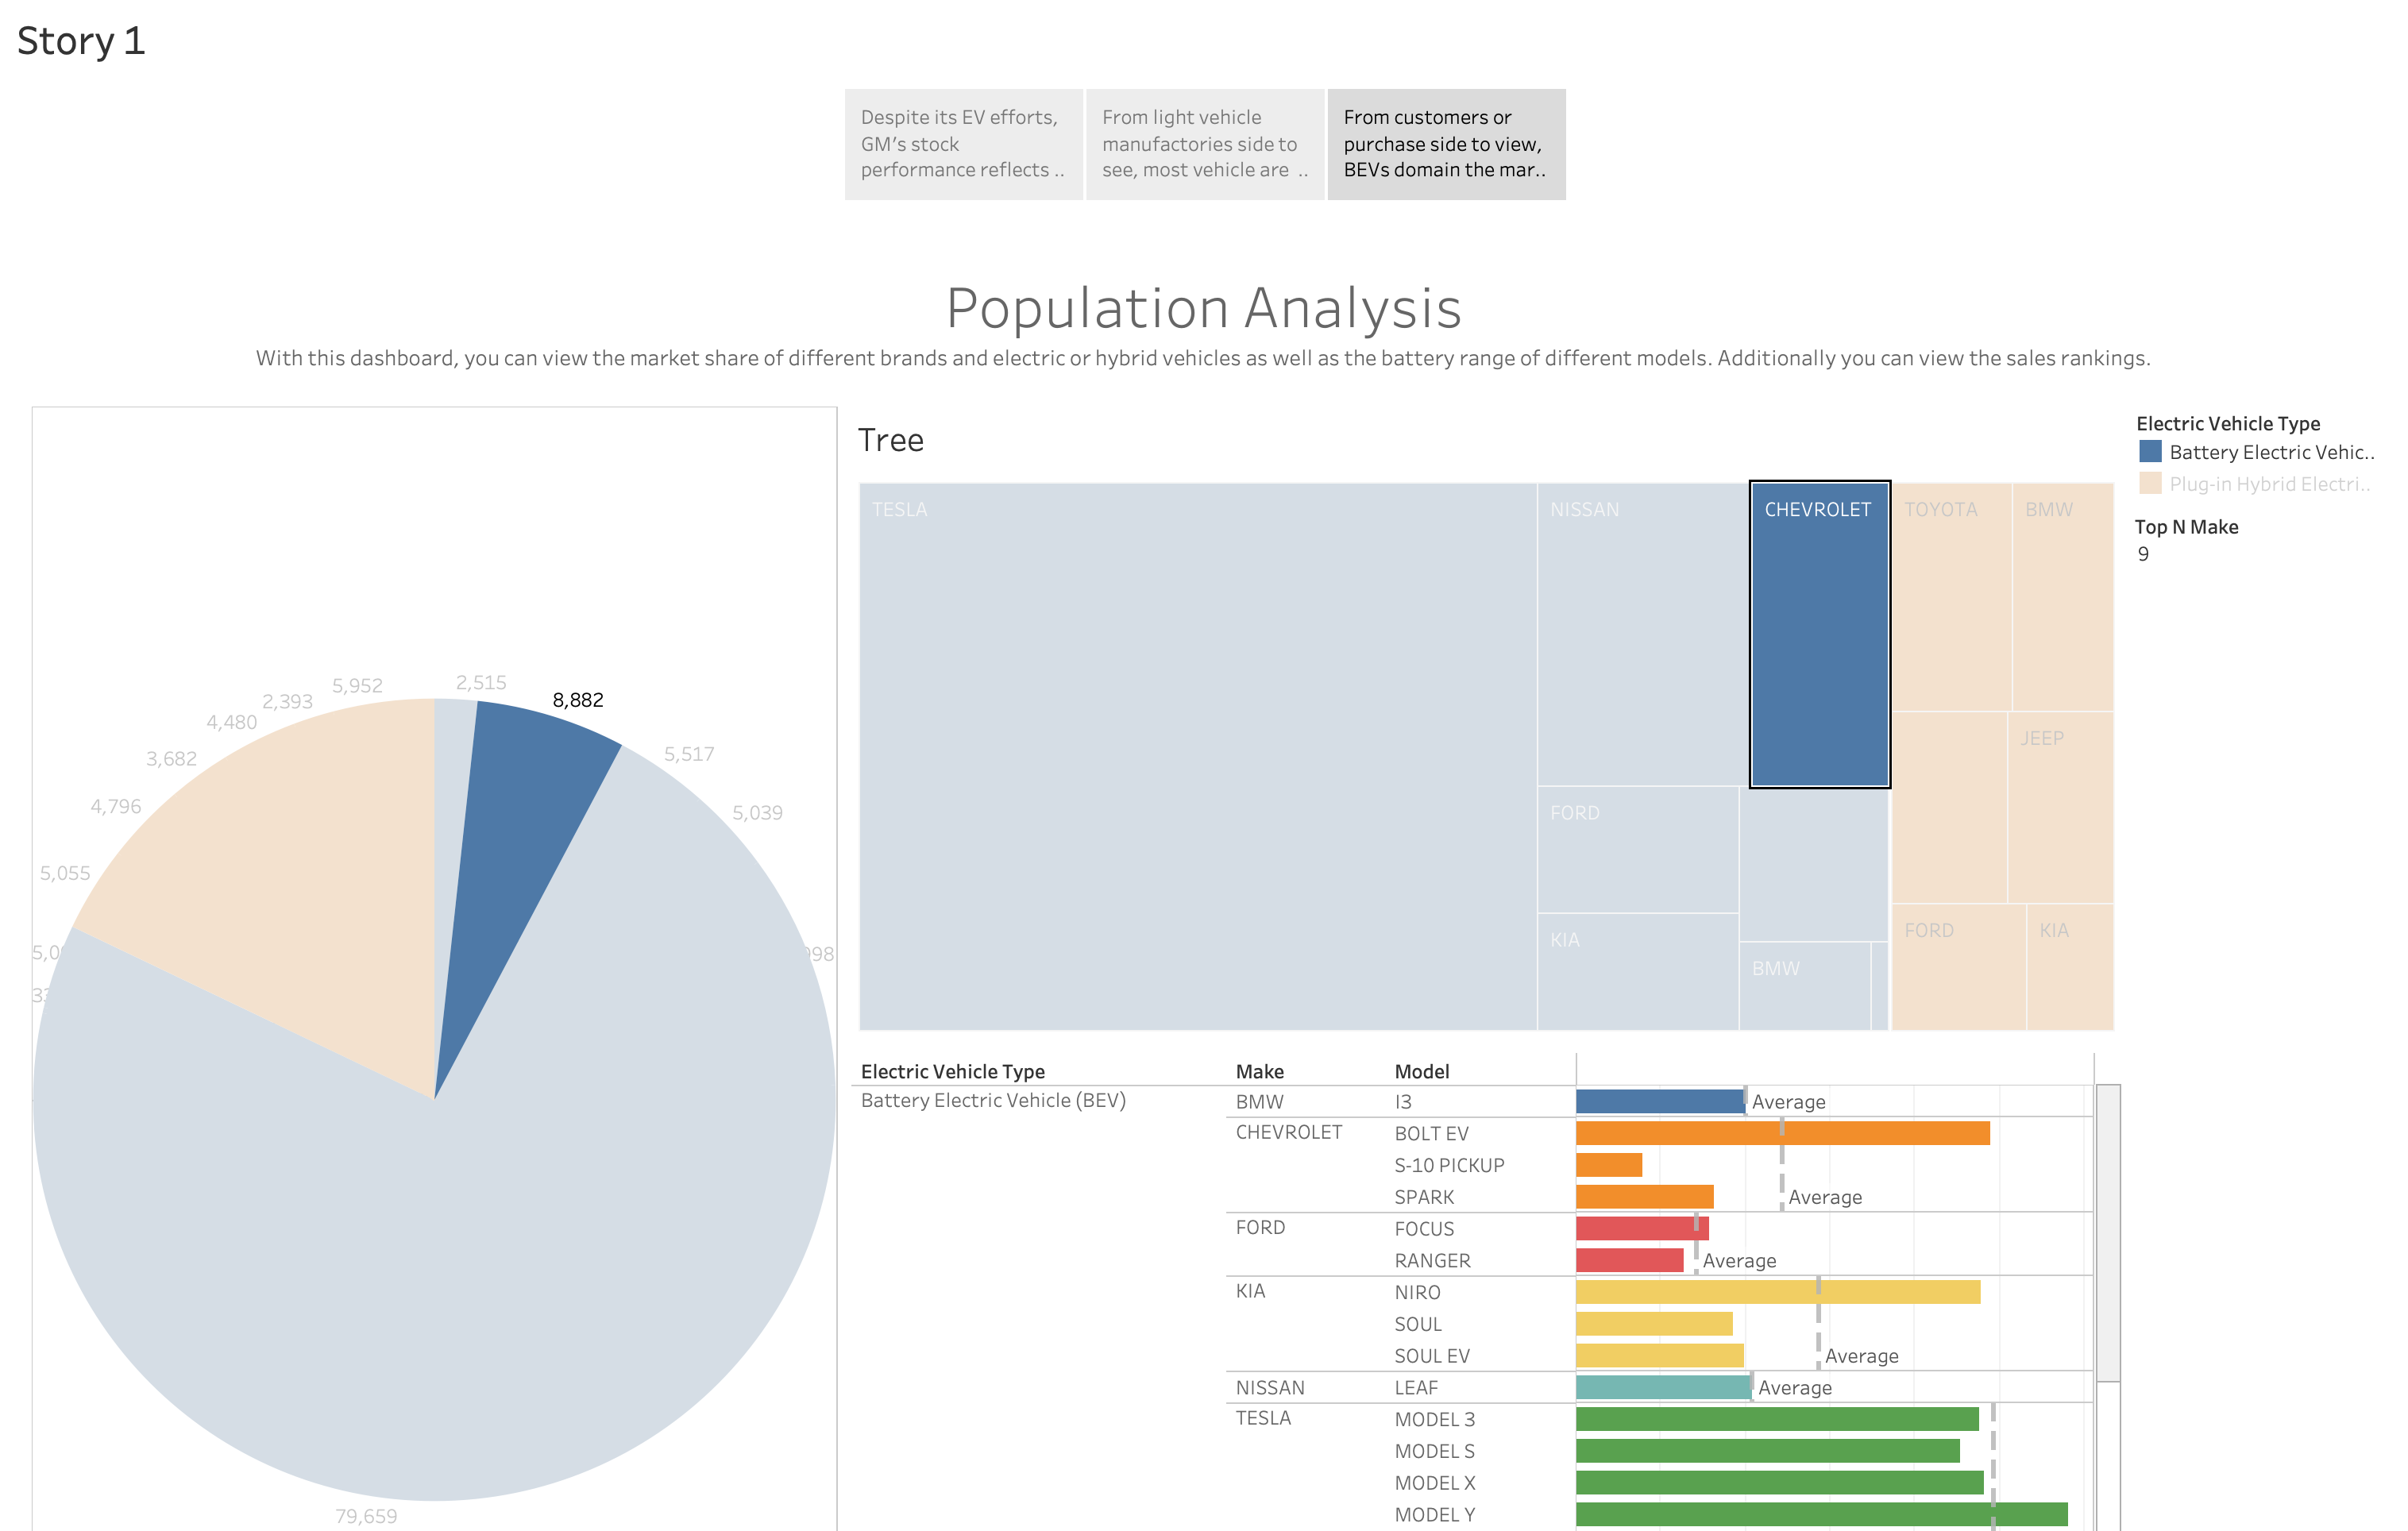 Story 1
Despite its EV efforts,
GM's stock
performance reflects ..
From light vehicle
manufactories side to
see, most vehicle are ..
From customers or
purchase side to view,
BEVs domain the mar..
Population Analysis
With this dashboard, you can view the market share of different brands and electric or hybrid vehicles as well as the battery range of different models. Additionally you can view the sales rankings.
5,952
2,515
8,882
2,393
4,480
3,682
5,517
4,796
5,039
5,055
79,659
Tree
TESLA
NISSAN
CHEVROLET
TOYOTA
BMW
JEEP
FORD
KIA
BMW
FORD
KIA
Electric Vehicle Type
Battery Electric Vehic..
Plug-in Hybrid Electri..
Top N Make
9
Electric Vehicle Type Make Model
Battery Electric Vehicle (BEV) BMW I3 Average
CHEVROLET BOLT EV
S-10 PICKUP
SPARK Average
FORD FOCUS
RANGER Average
KIA NIRO
SOUL
SOUL EV Average
NISSAN LEAF Average
TESLA MODEL 3
MODEL S
MODEL X
MODEL Y